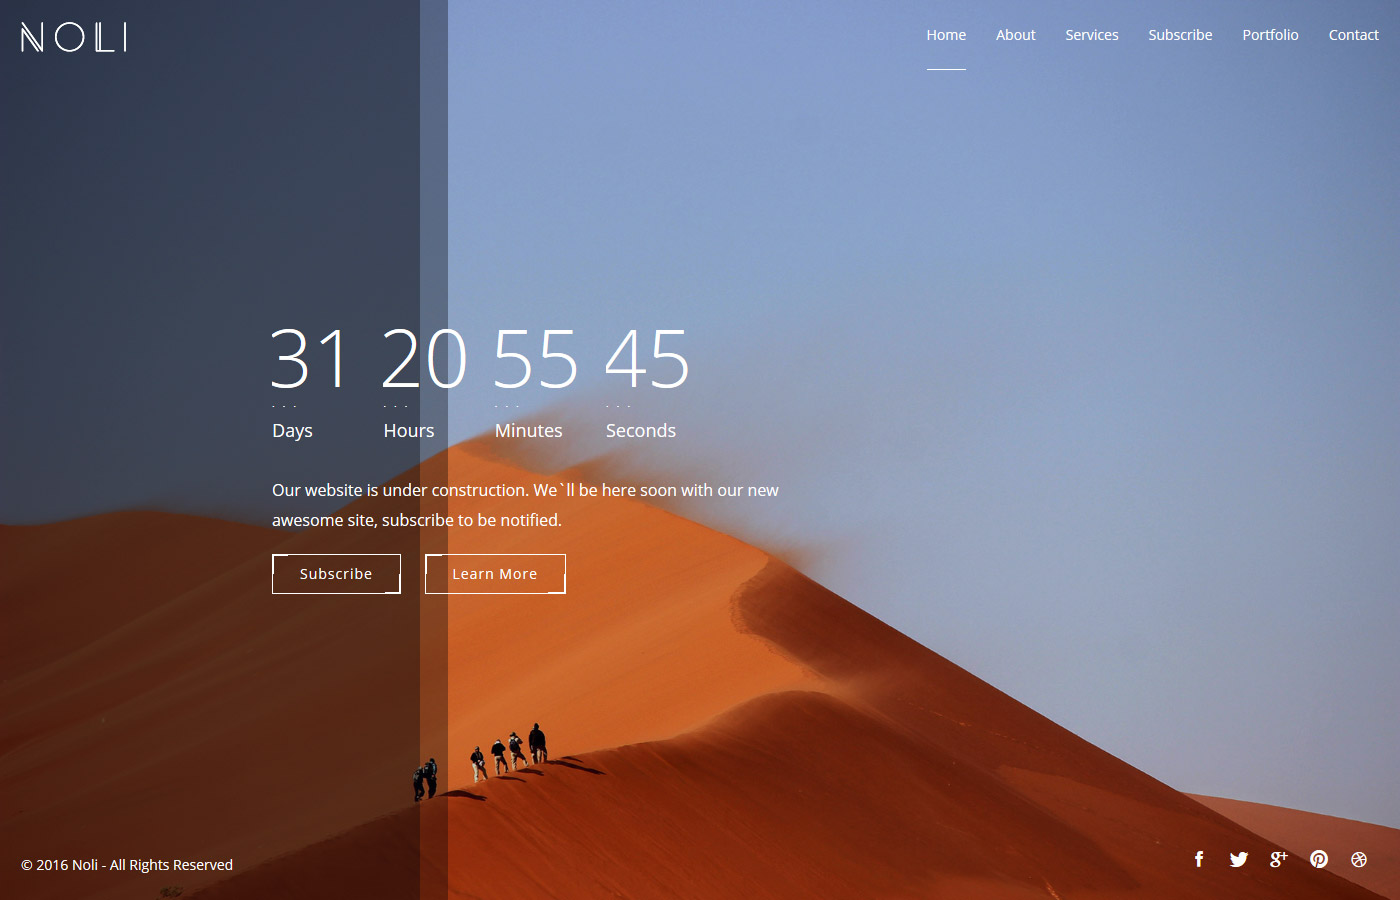 NOLI
Home About Services Subscribe Portfolio Contact
31 20 55 45
Days Hours Minutes Seconds
Our website is under construction. We`ll be here soon with our new
awesome site, subscribe to be notified.
Subscribe Learn More
© 2016 Noli - All Rights Reserved